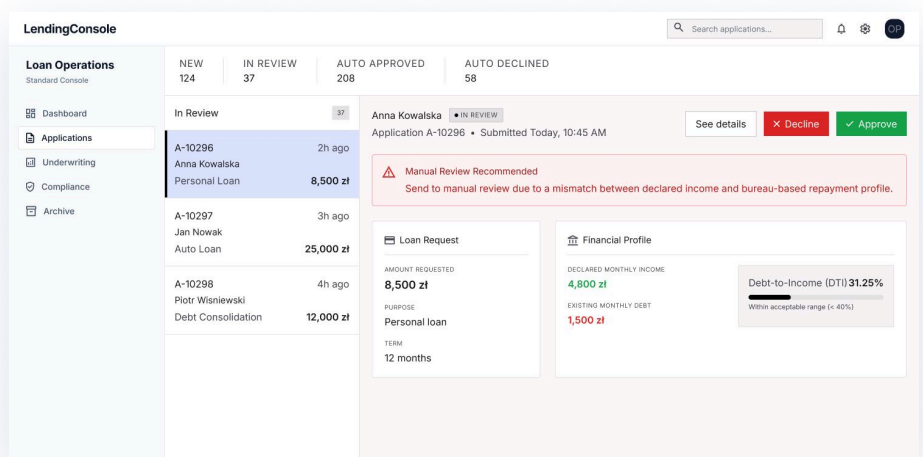 LendingConsole
Search applications...
OP
Loan Operations
Standard Console
Dashboard
Applications
Underwriting
Compliance
Archive
NEW
124
IN REVIEW
37
AUTO APPROVED
208
AUTO DECLINED
58
In Review
37
A-10296 2h ago
Anna Kowalska
Personal Loan 8,500 zł
A-10297 3h ago
Jan Nowak
Auto Loan 25,000 zł
A-10298 4h ago
Piotr Wisniewski
Debt Consolidation 12,000 zł
Anna Kowalska • IN REVIEW
Application A-10296 • Submitted Today, 10:45 AM
See details
× Decline
✓ Approve
Manual Review Recommended
Send to manual review due to a mismatch between declared income and bureau-based repayment profile.
Loan Request
AMOUNT REQUESTED
8,500 zł
PURPOSE
Personal loan
TERM
12 months
Financial Profile
DECLARED MONTHLY INCOME
4,800 zł
EXISTING MONTHLY DEBT
1,500 zł
Debt-to-Income (DTI) 31.25%
Within acceptable range (< 40%)